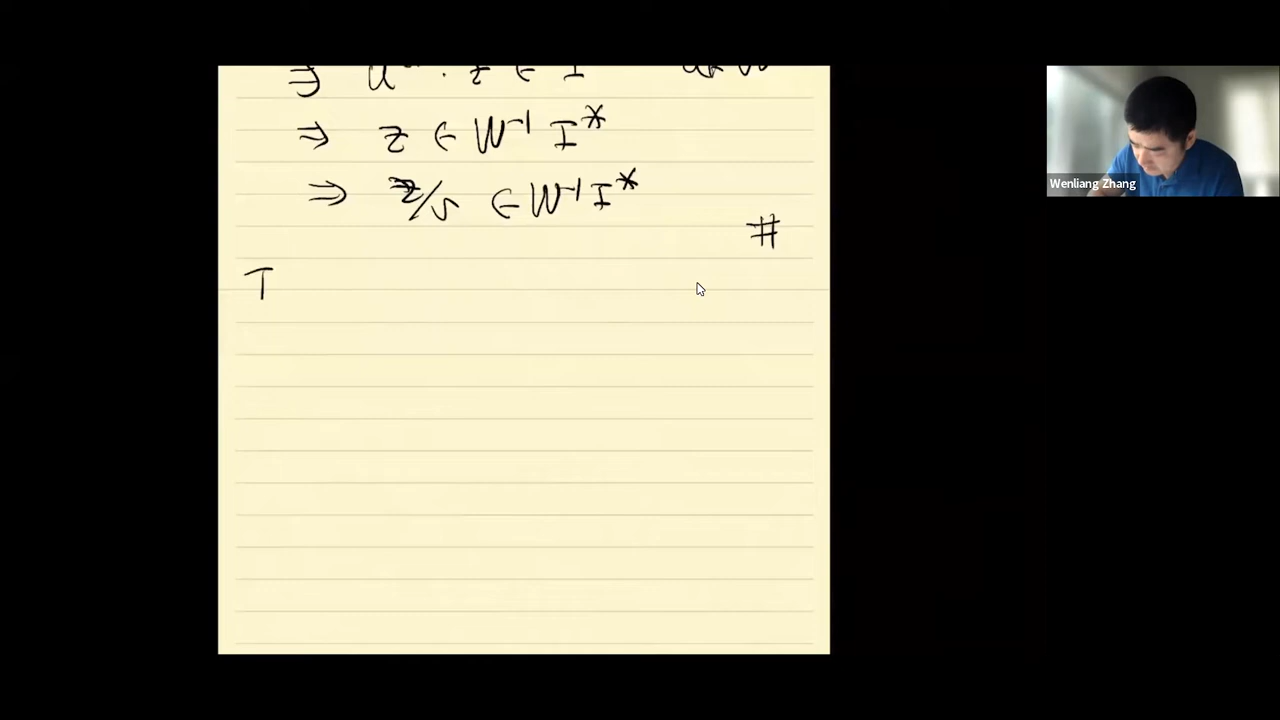 ⇒ z ∈ W⁻¹ I*
⇒ z/s ∈ W⁻¹ I*
#
T
Wenliang Zhang